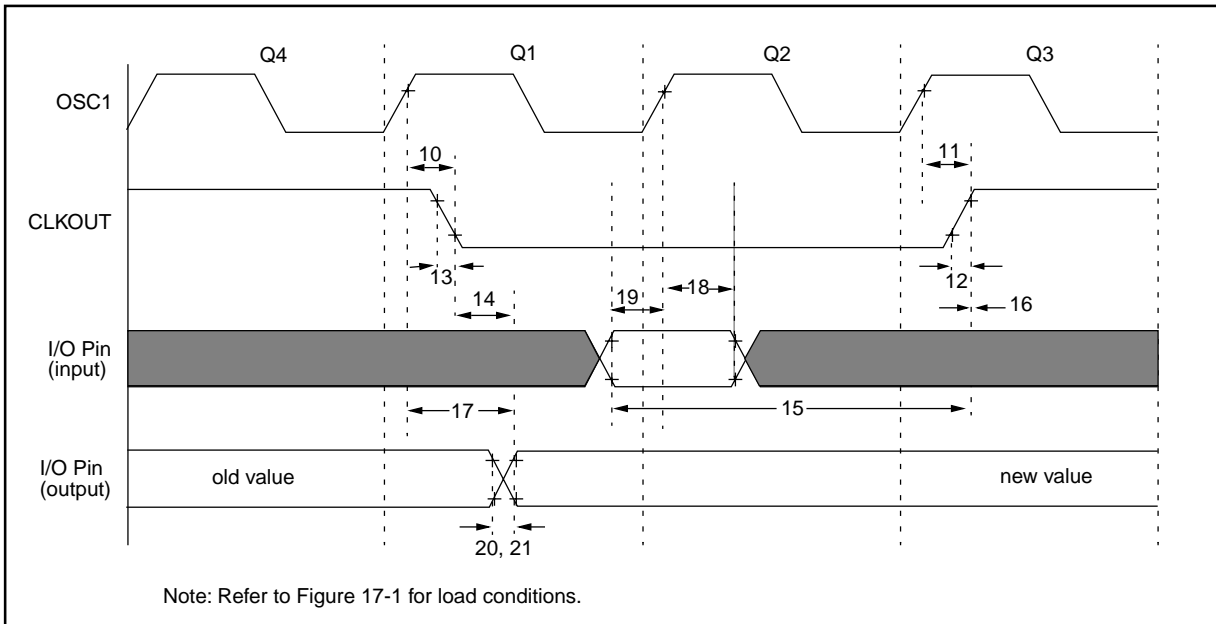 Q4
Q1
Q2
Q3
OSC1
10
11
CLKOUT
13
12
14
19
18
16
I/O Pin
(input)
17
15
I/O Pin
(output)
old value
new value
20, 21
Note: Refer to Figure 17-1 for load conditions.